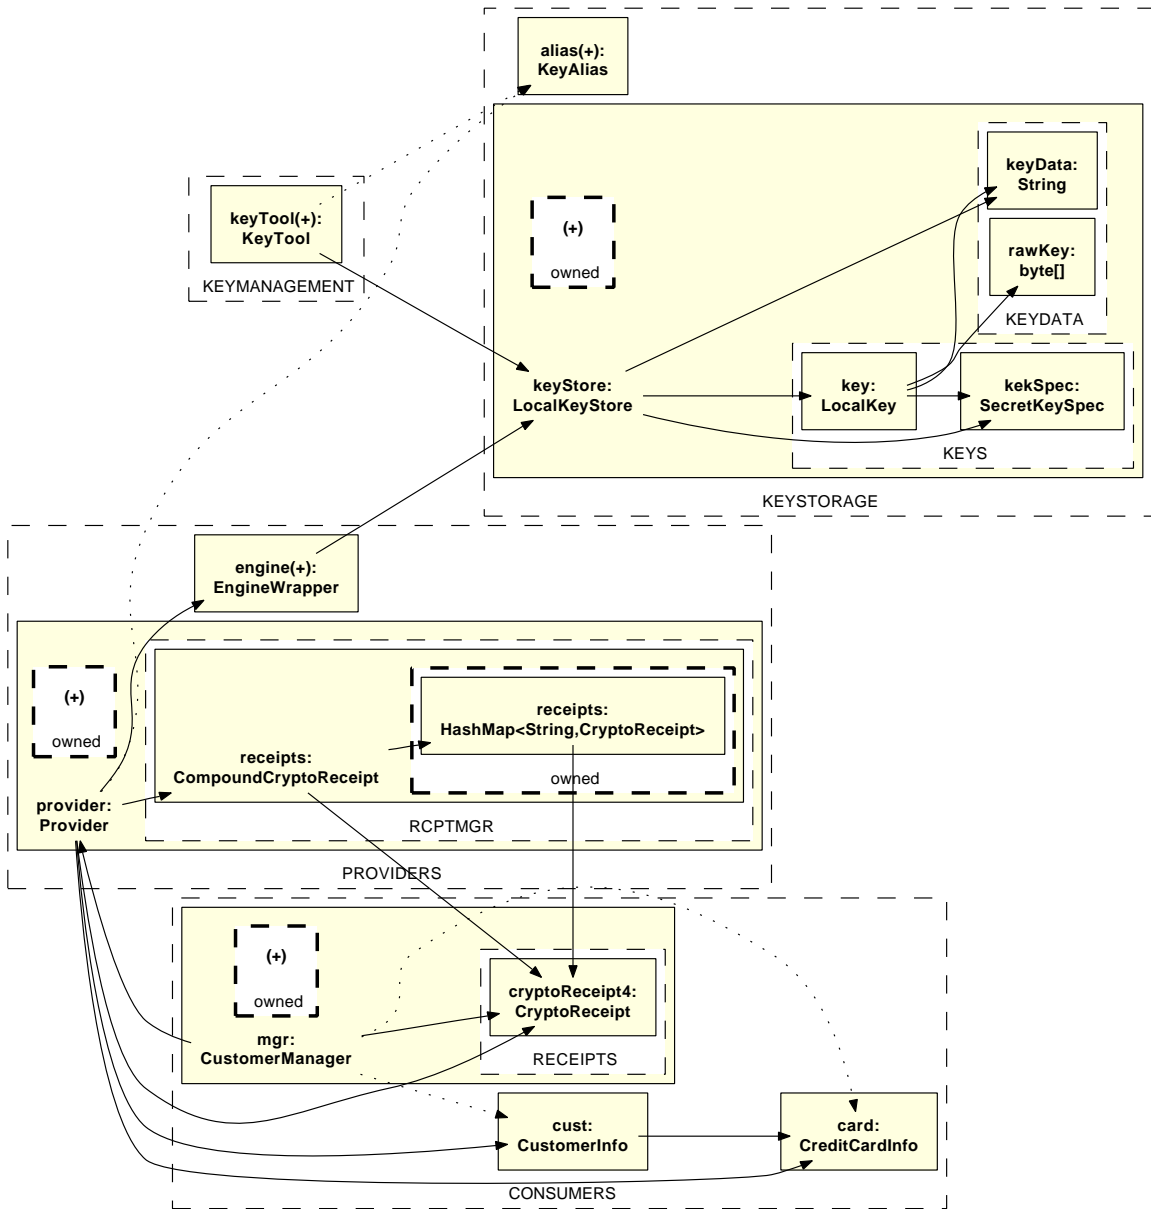 alias(+):
KeyAlias
keyData:
String
keyTool(+):
KeyTool
KEYMANAGEMENT
(+)
owned
rawKey:
byte[]
KEYDATA
keyStore:
LocalKeyStore
key:
LocalKey
kekSpec:
SecretKeySpec
KEYS
KEYSTORAGE
engine(+):
EngineWrapper
(+)
owned
receipts:
HashMap<String,CryptoReceipt>
owned
receipts:
CompoundCryptoReceipt
provider:
Provider
RCPTMGR
PROVIDERS
(+)
owned
cryptoReceipt4:
CryptoReceipt
mgr:
CustomerManager
RECEIPTS
cust:
CustomerInfo
card:
CreditCardInfo
CONSUMERS